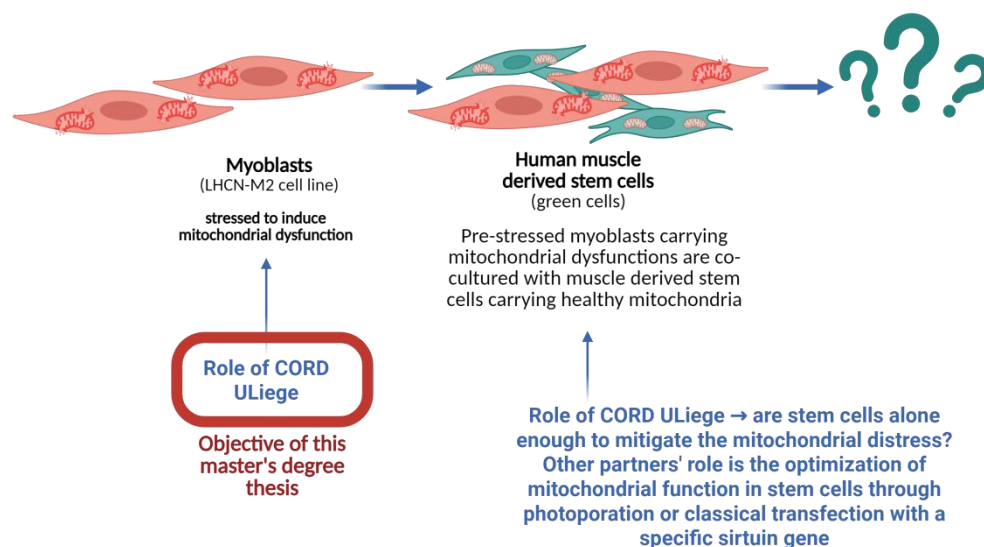 ? ? ?
Myoblasts
(LHCN-M2 cell line)
stressed to induce
mitochondrial dysfunction
Human muscle
derived stem cells
(green cells)
Pre-stressed myoblasts carrying
mitochondrial dysfunctions are co-
cultured with muscle derived stem
cells carrying healthy mitochondria
Role of CORD
ULiege
Objective of this
master's degree
thesis
Role of CORD ULiege → are stem cells alone
enough to mitigate the mitochondrial distress?
Other partners' role is the optimization of
mitochondrial function in stem cells through
photoporation or classical transfection with a
specific sirtuin gene